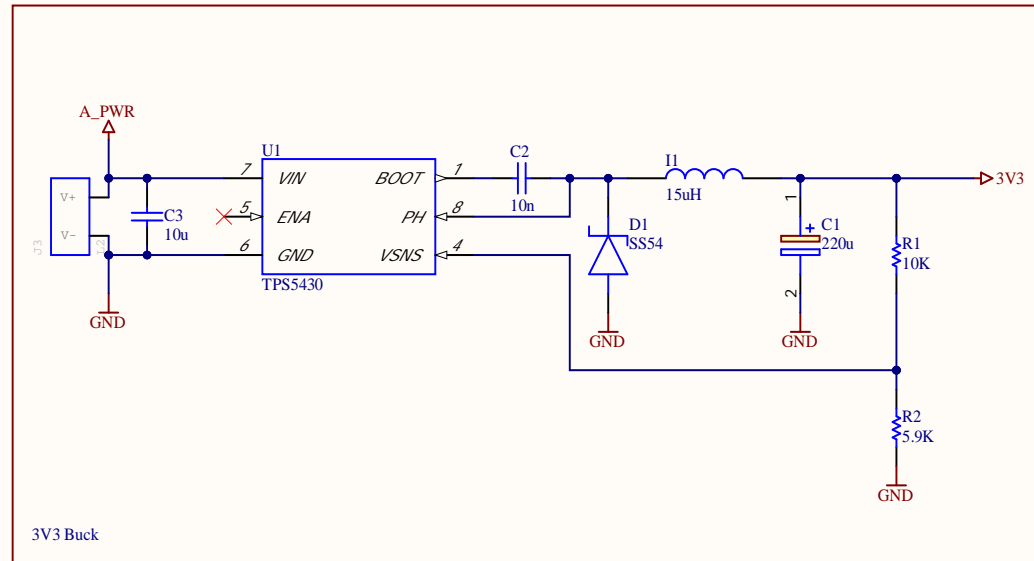 A_PWR
V+
V-
J3
C3
10u
GND
U1
7
VIN
5
ENA
6
GND
BOOT
1
PH
8
VSNS
4
TPS5430
C2
10n
D1
SS54
GND
I1
15uH
1
C1
220u
2
GND
3V3
R1
10K
R2
5.9K
GND
3V3 Buck